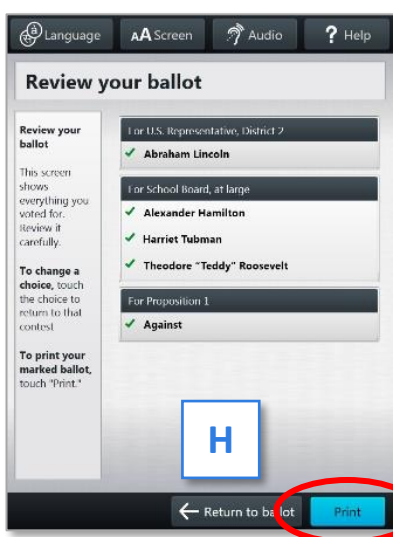 Language
AA Screen
Audio
? Help
Review your ballot
Review your
ballot
This screen
shows
everything you
voted for.
Review it
carefully.
To change a
choice, touch
the choice to
return to that
contest
To print your
marked ballot,
touch "Print."
For U.S. Representative, District 2
Abraham Lincoln
For School Board, at large
Alexander Hamilton
Harriet Tubman
Theodore "Teddy" Roosevelt
For Proposition 1
Against
H
Return to ballot
Print